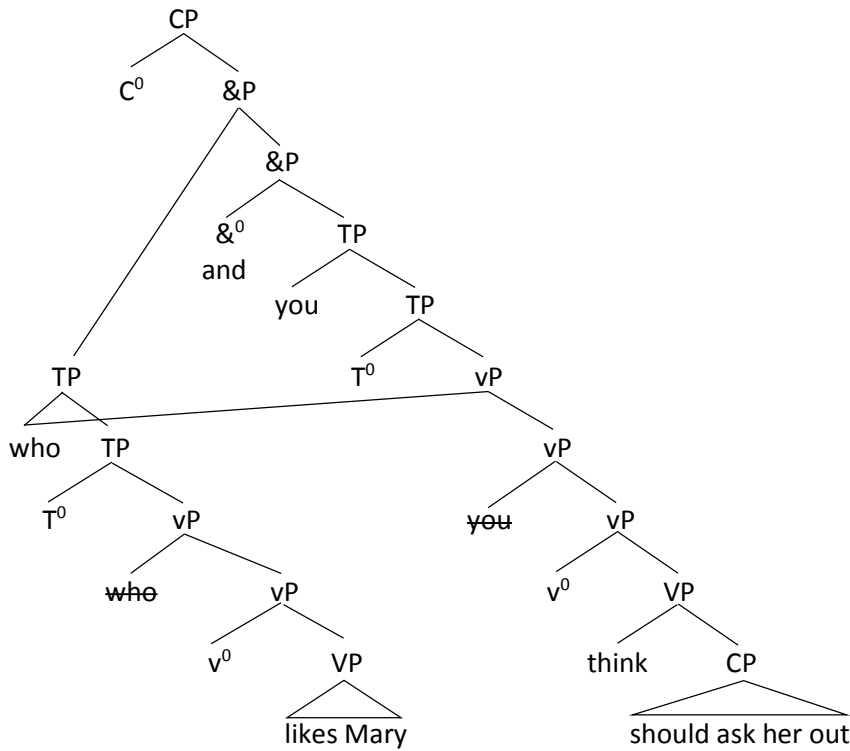 CP
C⁰ &P
&P
&⁰ TP
and
you TP
TP T⁰ vP
who TP vP
T⁰ vP you vP
who vP v⁰ VP
v⁰ VP think CP
likes Mary should ask her out